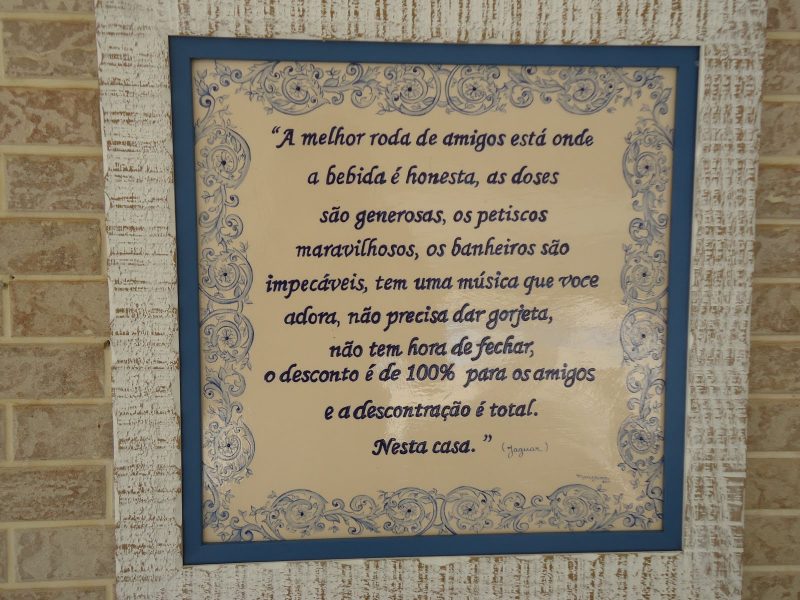 “A melhor roda de amigos está onde
a bebida é honesta, as doses
são generosas, os petiscos
maravilhosos, os banheiros são
impecáveis, tem uma música que voce
adora, não precisa dar gorjeta,
não tem hora de fechar,
o desconto é de 100% para os amigos
e a descontração é total.
Nesta casa.” (Jaguar)